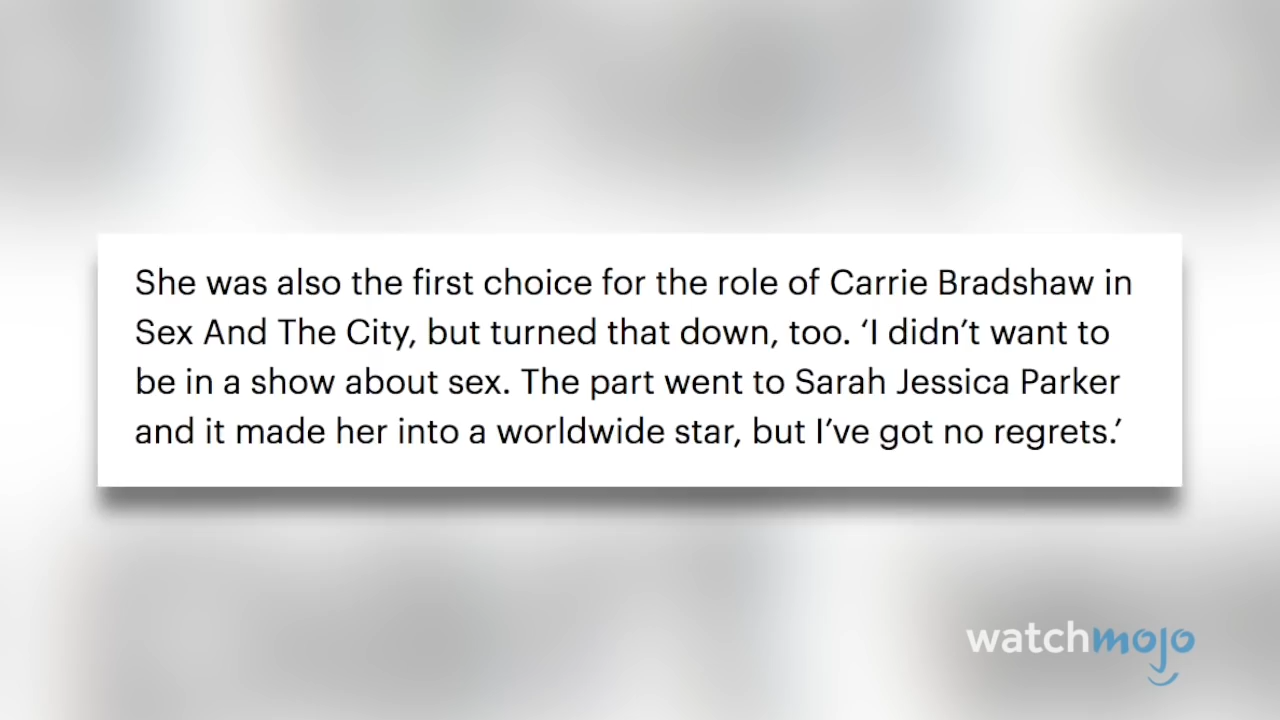 She was also the first choice for the role of Carrie Bradshaw in
Sex And The City, but turned that down, too. ‘I didn’t want to
be in a show about sex. The part went to Sarah Jessica Parker
and it made her into a worldwide star, but I’ve got no regrets.’
watchmojo